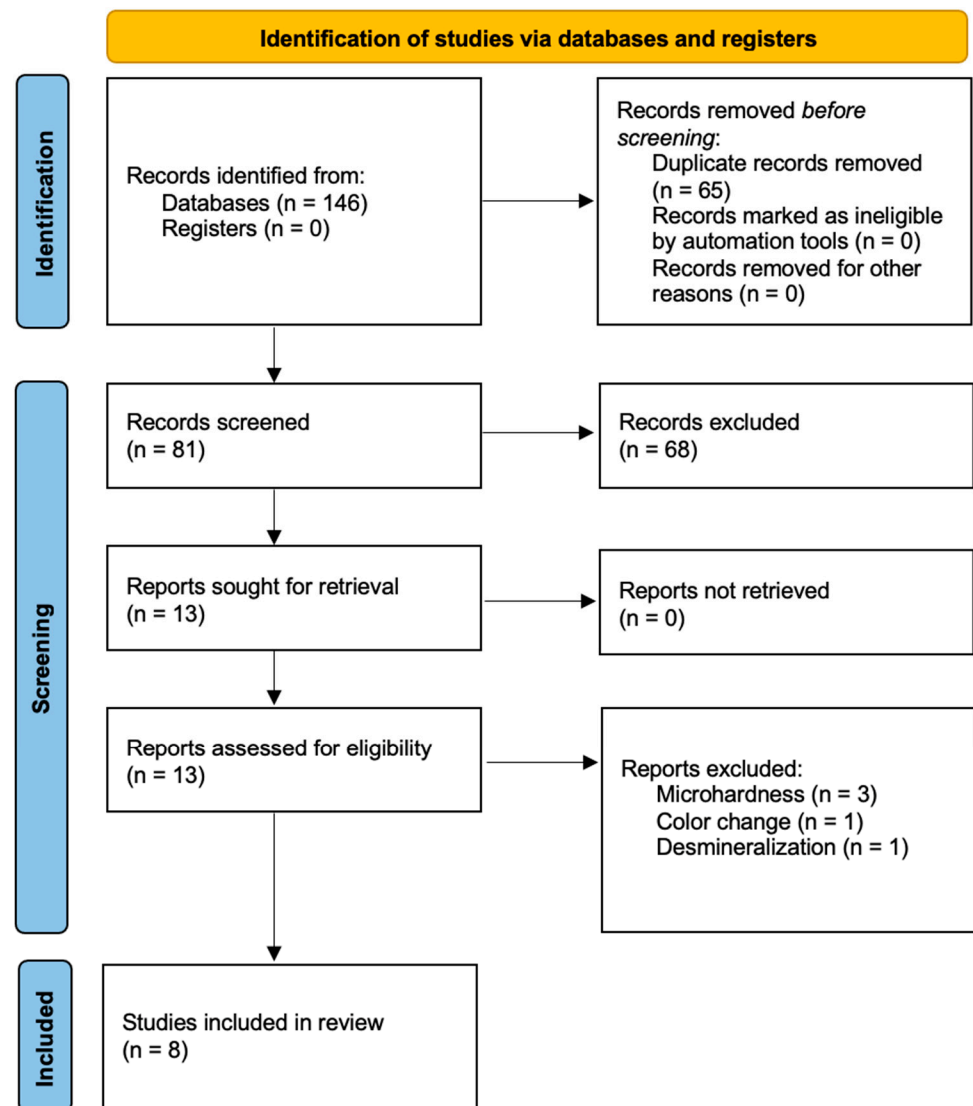 Identification of studies via databases and registers
Identification
Records identified from:
Databases (n = 146)
Registers (n = 0)
Records removed before
screening:
Duplicate records removed
(n = 65)
Records marked as ineligible
by automation tools (n = 0)
Records removed for other
reasons (n = 0)
Screening
Records screened
(n = 81)
Records excluded
(n = 68)
Reports sought for retrieval
(n = 13)
Reports not retrieved
(n = 0)
Reports assessed for eligibility
(n = 13)
Reports excluded:
Microhardness (n = 3)
Color change (n = 1)
Desmineralization (n = 1)
Included
Studies included in review
(n = 8)